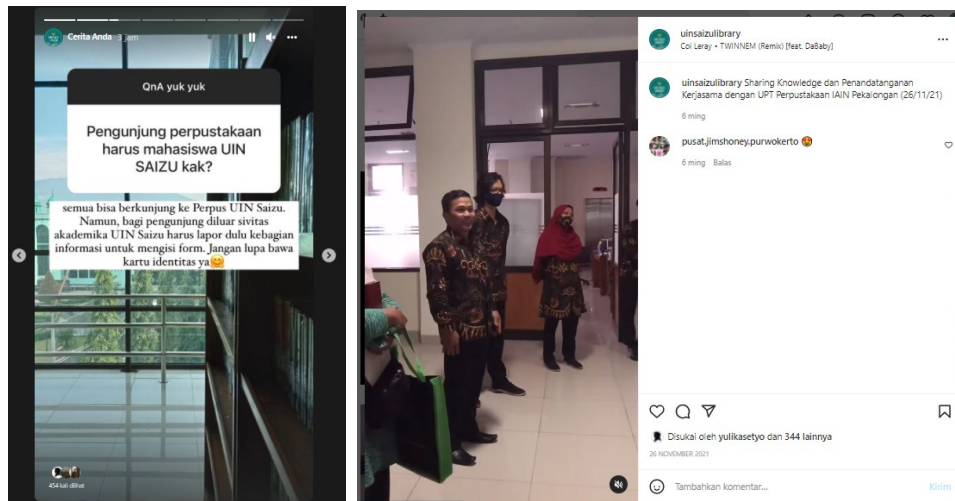 Cerita Anda 3 jam
QnA yuk yuk
Pengunjung perpustakaan
harus mahasiswa UIN
SAIZU kak?
semua bisa berkunjung ke Perpus UIN Saizu.
Namun, bagi pengunjung diluar sivitas
akademika UIN Saizu harus lapor dulu kebagian
informasi untuk mengisi form. Jangan lupa bawa
kartu identitas ya😊
454 kali dilihat
uinsaizulibrary
Coi Leray • TWINNEM (Remix) [feat. DaBaby]
uinsaizulibrary Sharing Knowledge dan Penandatanganan
Kerjasama dengan UPT Perpustakaan IAIN Pekalongan (26/11/21)
6 ming
pusat.jimshoney.purwokerto 🤩
6 ming Balas
Disukai oleh yulikasetyo dan 344 lainnya
26 NOVEMBER 2021
Tambahkan komentar...
Kirim